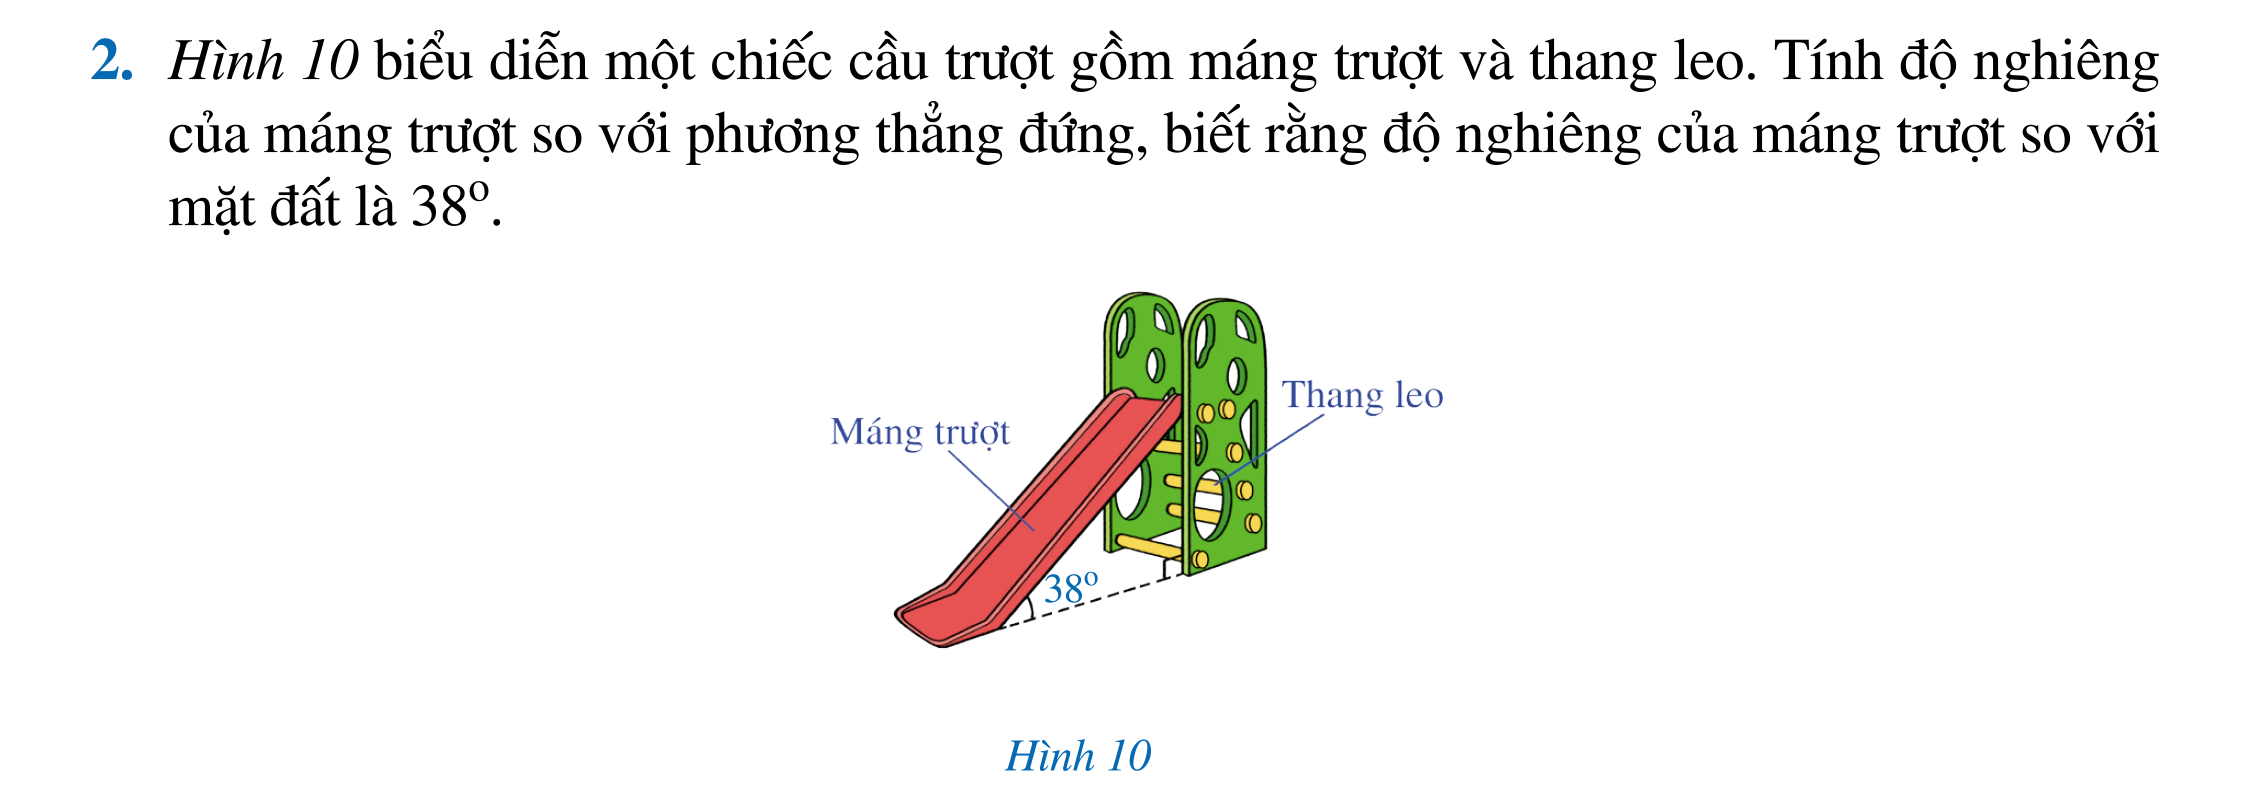 2. Hình 10 biểu diễn một chiếc cầu trượt gồm máng trượt và thang leo. Tính độ nghiêng
của máng trượt so với phương thẳng đứng, biết rằng độ nghiêng của máng trượt so với
mặt đất là 38º.
Thang leo
Máng trượt
38º
Hình 10